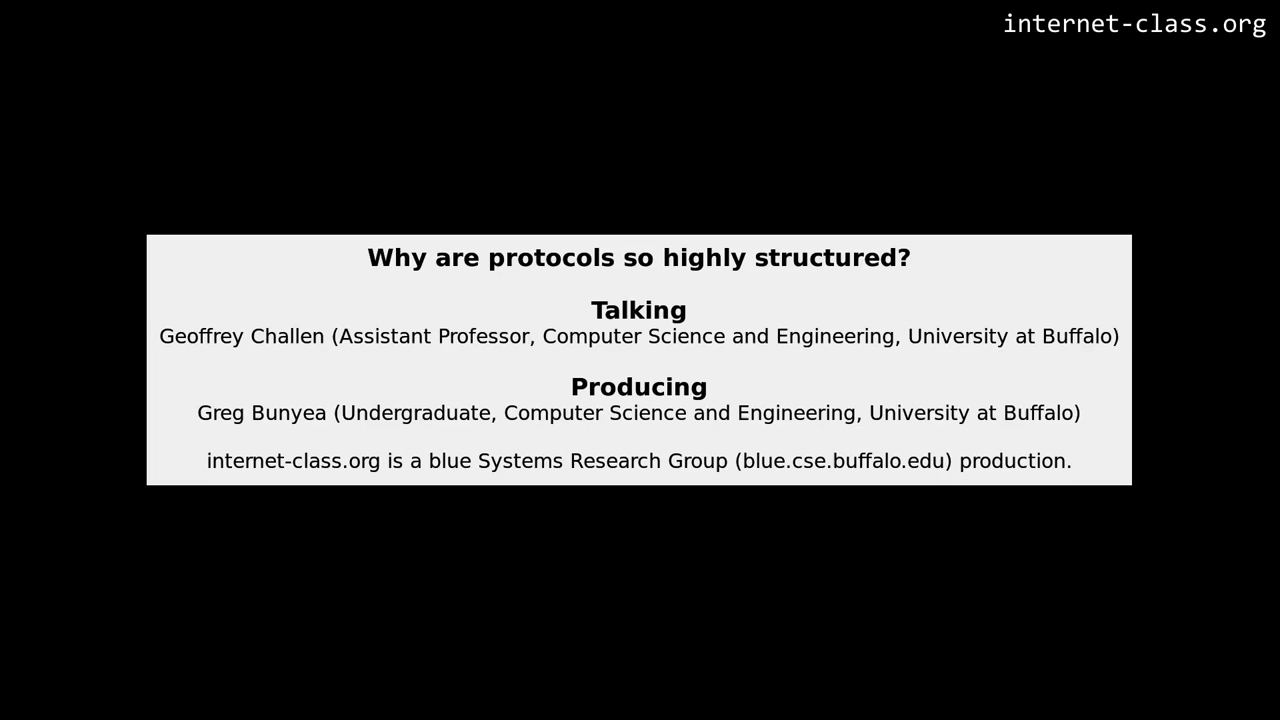 internet-class.org
Why are protocols so highly structured?
Talking
Geoffrey Challen (Assistant Professor, Computer Science and Engineering, University at Buffalo)
Producing
Greg Bunyea (Undergraduate, Computer Science and Engineering, University at Buffalo)
internet-class.org is a blue Systems Research Group (blue.cse.buffalo.edu) production.